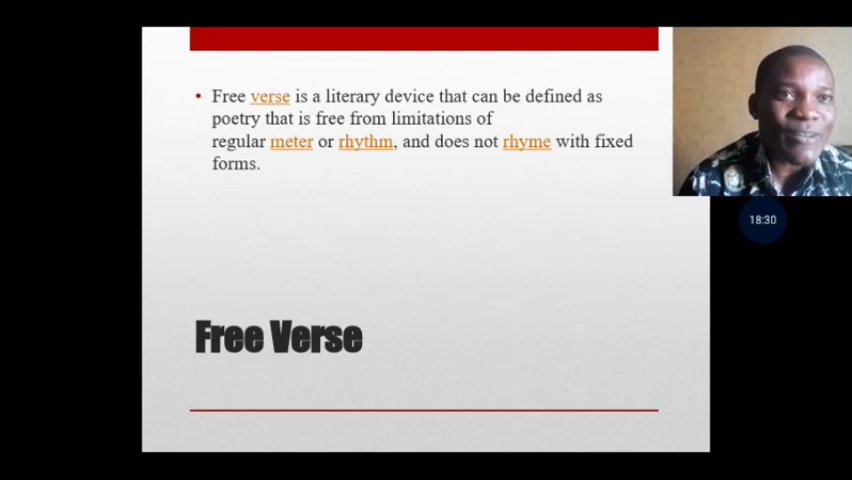 • Free verse is a literary device that can be defined as
poetry that is free from limitations of
regular meter or rhythm, and does not rhyme with fixed
forms.
18:30
Free Verse